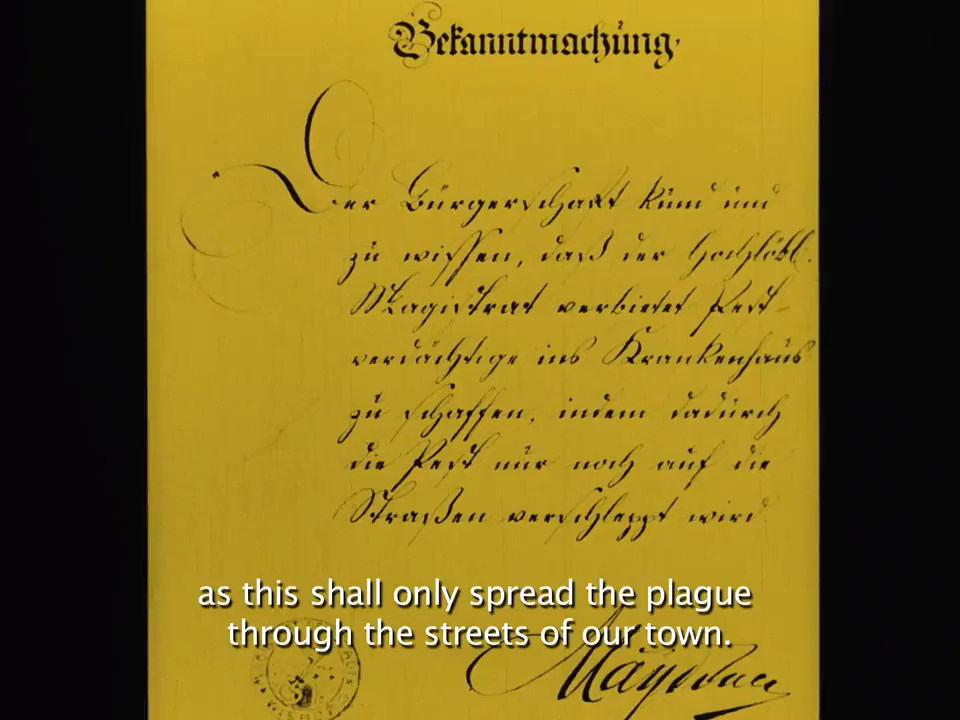 Bekanntmachung.
Der Bürgerschaft kund und
zu wissen, daß der hochlöbl.
Magistrat verbietet Pest-
verdächtige ins Krankenhaus
zu schaffen, indem dadurch
die Pest nur noch auf die
Straßen verschleppt wird
as this shall only spread the plague
through the streets of our town.